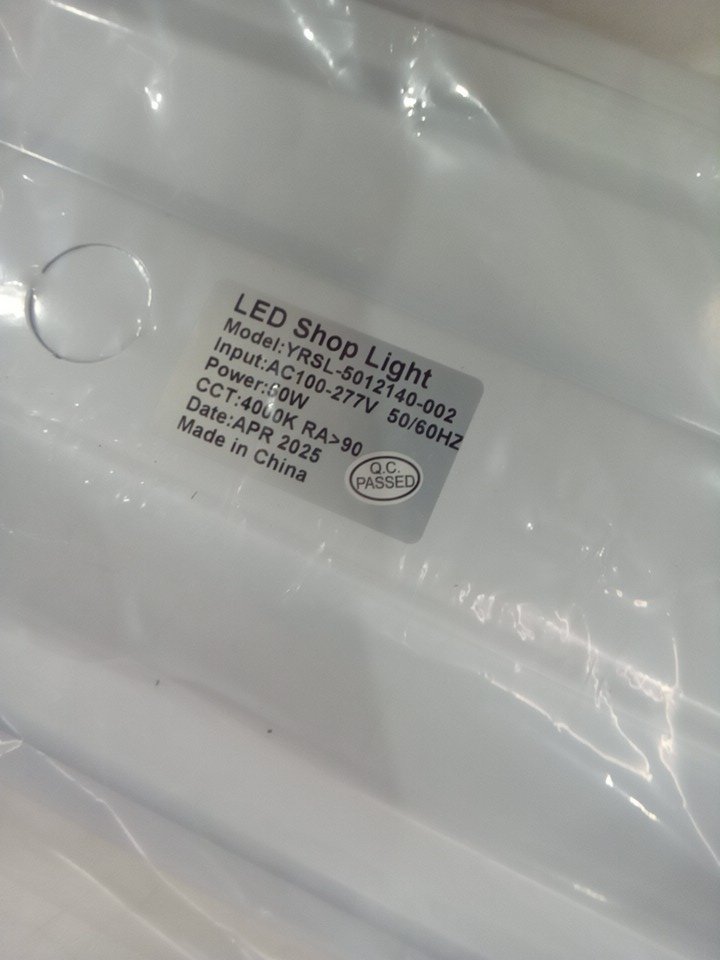 LED Shop Light
Model:YRSL-5012140-002
Input:AC100-277V 50/60HZ
CCT:4000K RA>90
Date:APR 2025
Made in China
Q.C.
PASSED